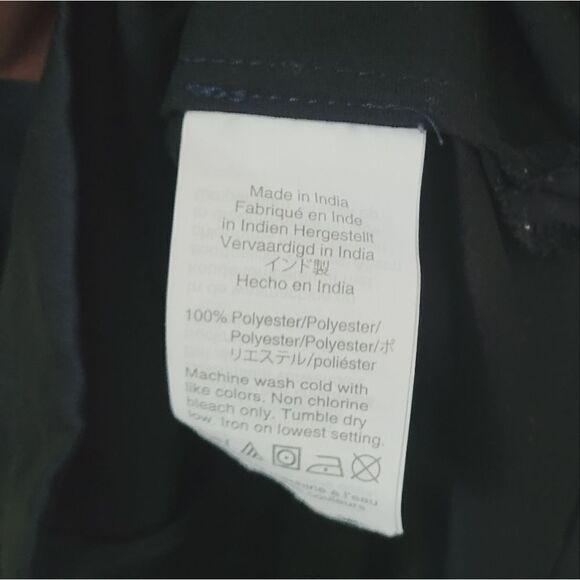 Made in India
Fabriqué en Inde
in Indien Hergestellt
Vervaardigd in India
インド製
Hecho en India
100% Polyester/Polyester/
Polyester/Polyester/ポ
リエステル/poliéster
Machine wash cold with
like colors. Non chlorine
bleach only. Tumble dry
low. Iron on lowest setting.
à l'eau
couleurs